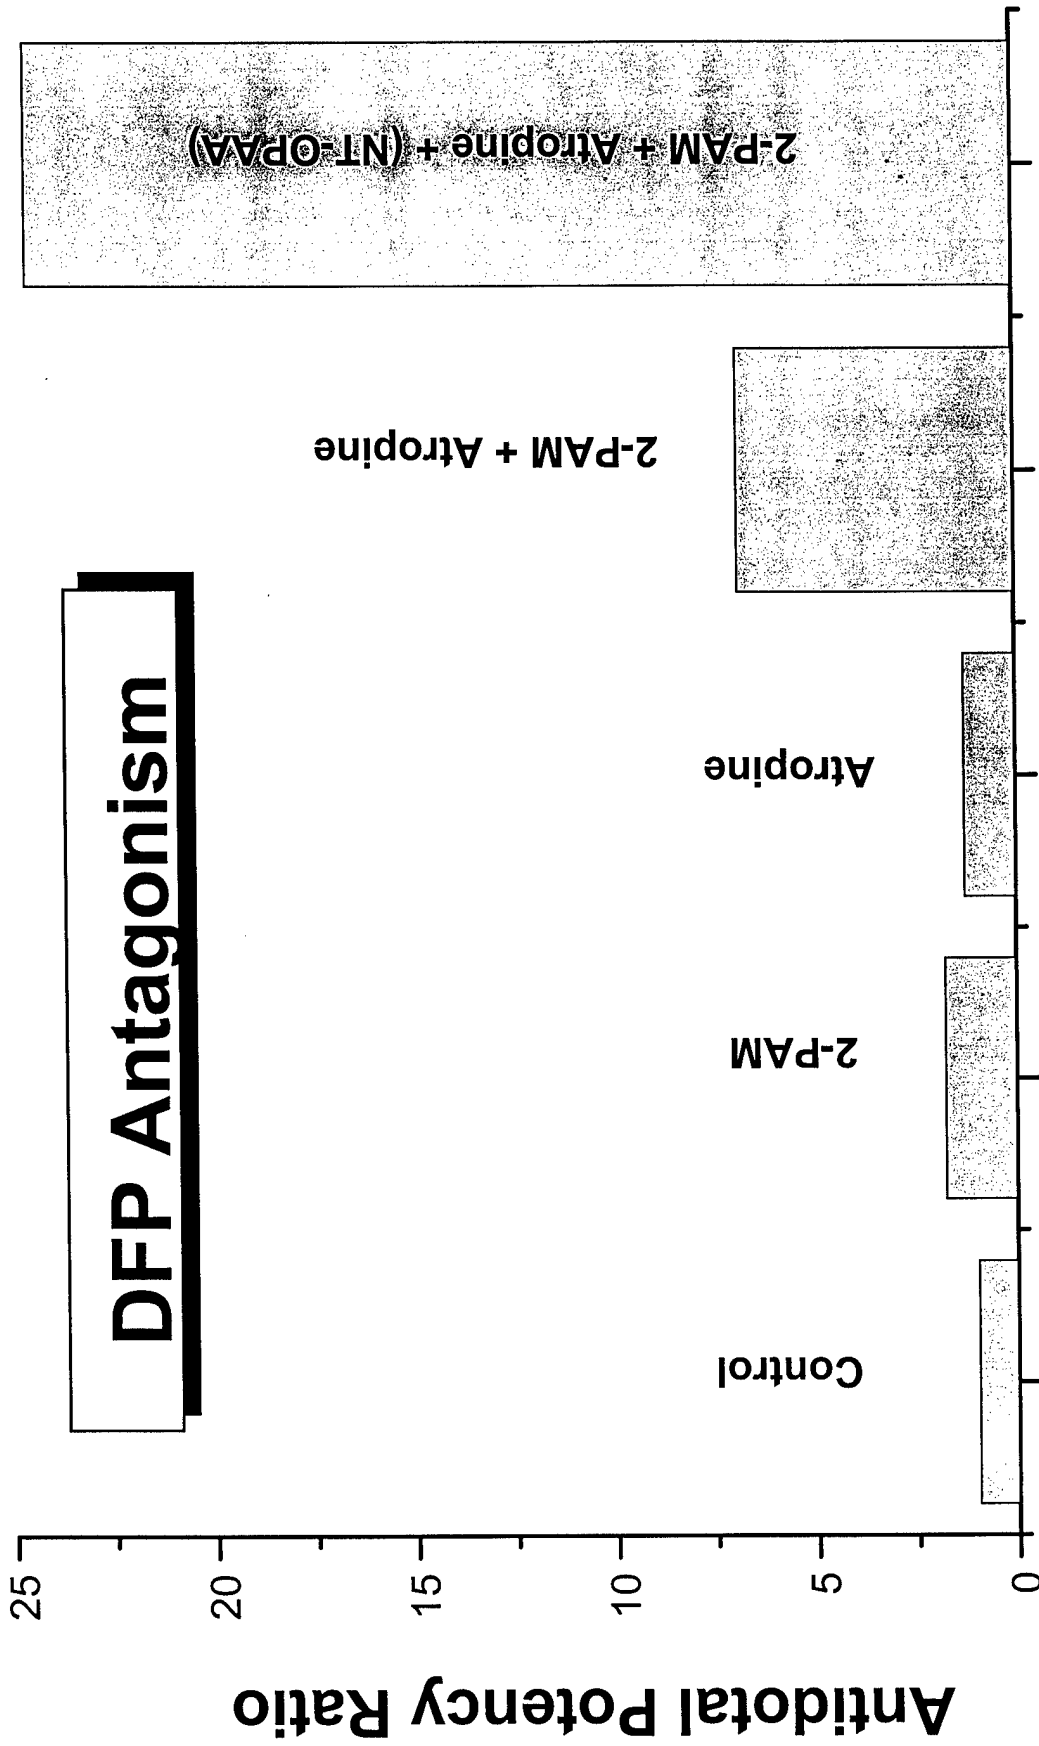 DFP Antagonism
Antidotal Potency Ratio
25
20
15
10
5
0
Control
2-PAM
Atropine
2-PAM + Atropine
2-PAM + Atropine + (NT-OPAA)